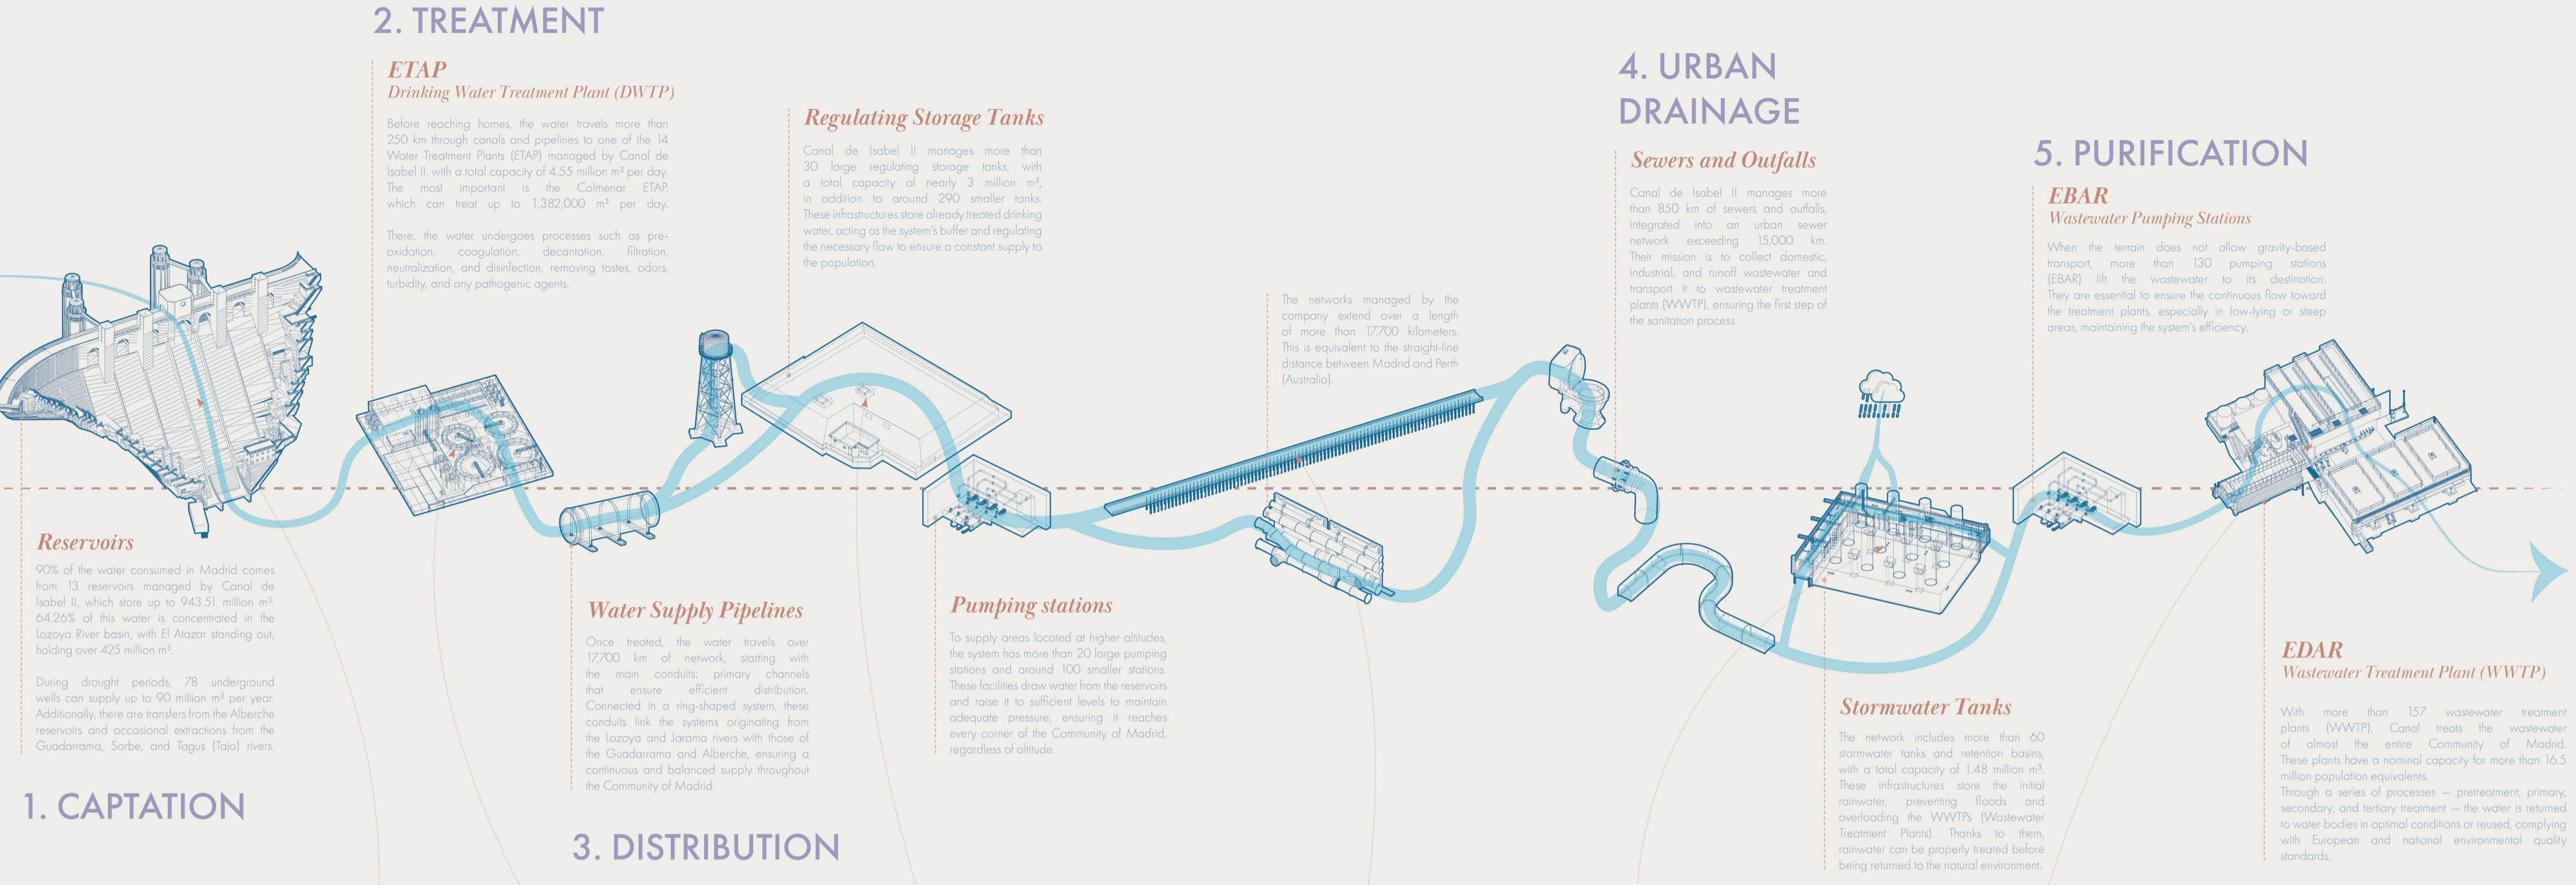 2. TREATMENT
ETAP
Drinking Water Treatment Plant (DWTP)
Before reaching homes, the water travels more than
250 km through canals and pipelines to one of the 14
Water Treatment Plants (ETAP) managed by Canal de
Isabel II, with a total capacity of 4.55 million m³ per day.
The most important is the Colmenar ETAP,
which can treat up to 1,382,000 m³ per day.
There, the water undergoes processes such as pre-
oxidation, coagulation, decantation, filtration,
neutralization, and disinfection, removing tastes, odors,
turbidity, and any pathogenic agents.
Regulating Storage Tanks
Canal de Isabel II manages more than
30 large regulating storage tanks, with
a total capacity of nearly 3 million m³,
in addition to around 290 smaller tanks.
These infrastructures store already treated drinking
water, acting as the system's buffer and regulating
the necessary flow to ensure a constant supply to
the population.
The networks managed by the
company extend over a length
of more than 17,700 kilometers.
This is equivalent to the straight-line
distance between Madrid and Perth
(Australia).
4. URBAN
DRAINAGE
Sewers and Outfalls
Canal de Isabel II manages more
than 850 km of sewers and outfalls,
integrated into an urban sewer
network exceeding 15,000 km.
Their mission is to collect domestic,
industrial, and runoff wastewater and
transport it to wastewater treatment
plants (WWTP), ensuring the first step of
the sanitation process.
5. PURIFICATION
EBAR
Wastewater Pumping Stations
When the terrain does not allow gravity-based
transport, more than 130 pumping stations
(EBAR) lift the wastewater to its destination.
They are essential to ensure the continuous flow toward
the treatment plants, especially in low-lying or steep
areas, maintaining the system's efficiency.
Reservoirs
90% of the water consumed in Madrid comes
from 13 reservoirs managed by Canal de
Isabel II, which store up to 943.51 million m³.
64.26% of this water is concentrated in the
Lozoya River basin, with El Atazar standing out,
holding over 425 million m³.
During drought periods, 78 underground
wells can supply up to 90 million m³ per year.
Additionally, there are transfers from the Alberche
reservoirs and occasional extractions from the
Guadarrama, Sorbe, and Tagus (Tajo) rivers.
1. CAPTATION
Water Supply Pipelines
Once treated, the water travels over
17,700 km of network, starting with
the main conduits: primary channels
that ensure efficient distribution.
Connected in a ring-shaped system, these
conduits link the systems originating from
the Lozoya and Jarama rivers with those of
the Guadarrama and Alberche, ensuring a
continuous and balanced supply throughout
the Community of Madrid.
3. DISTRIBUTION
Pumping stations
To supply areas located at higher altitudes,
the system has more than 20 large pumping
stations and around 100 smaller stations.
These facilities draw water from the reservoirs
and raise it to sufficient levels to maintain
adequate pressure, ensuring it reaches
every corner of the Community of Madrid,
regardless of altitude.
Stormwater Tanks
The network includes more than 60
stormwater tanks and retention basins,
with a total capacity of 1.48 million m³.
These infrastructures store the initial
rainwater, preventing floods and
overloading the WWTPs (Wastewater
Treatment Plants). Thanks to them,
rainwater can be properly treated before
being returned to the natural environment.
EDAR
Wastewater Treatment Plant (WWTP)
With more than 157 wastewater treatment
plants (WWTP), Canal treats the wastewater
of almost the entire Community of Madrid.
These plants have a nominal capacity for more than 16.5
million population equivalents.
Through a series of processes — pretreatment, primary,
secondary, and tertiary treatment — the water is returned
to water bodies in optimal conditions or reused, complying
with European and national environmental quality
standards.